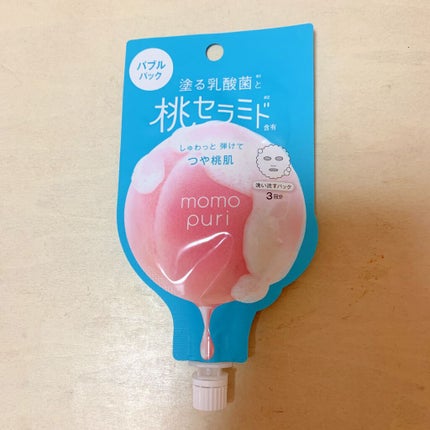 バブル
パック
塗る乳酸菌※1と
桃セラミド※2含有
しゅわっと 弾けて
つや桃肌
洗い流すパック
3回分
momo
puri